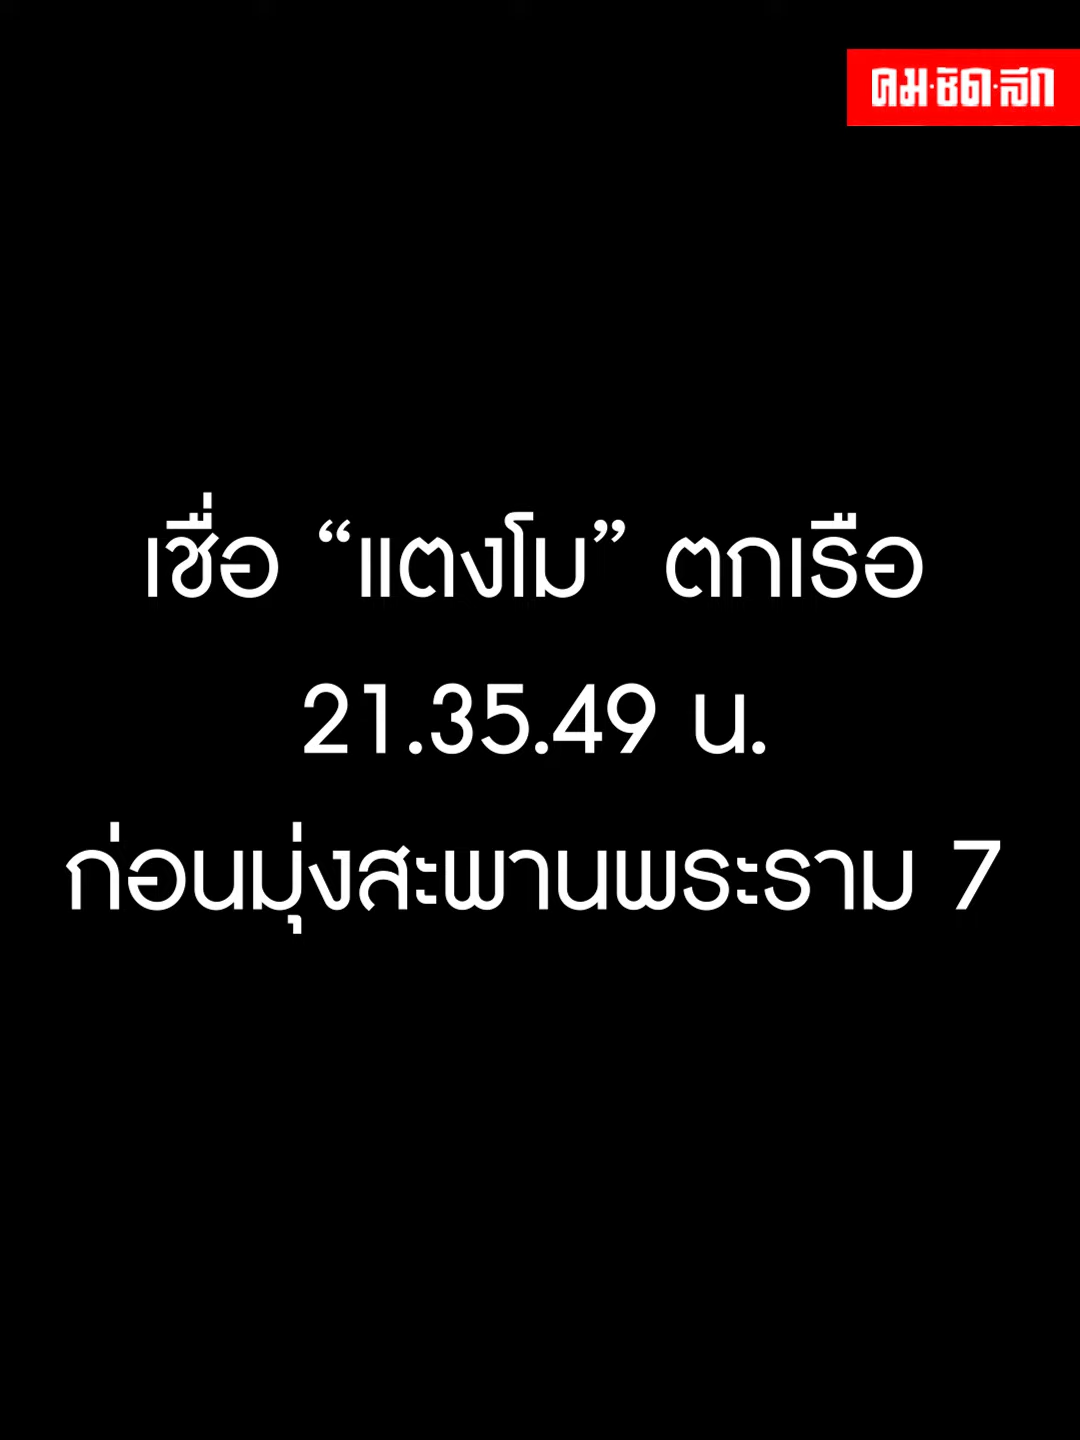 คม·ชัด·ลึก
เชื่อ “แตงโม” ตกเรือ
21.35.49 น.
ก่อนมุ่งสะพานพระราม 7